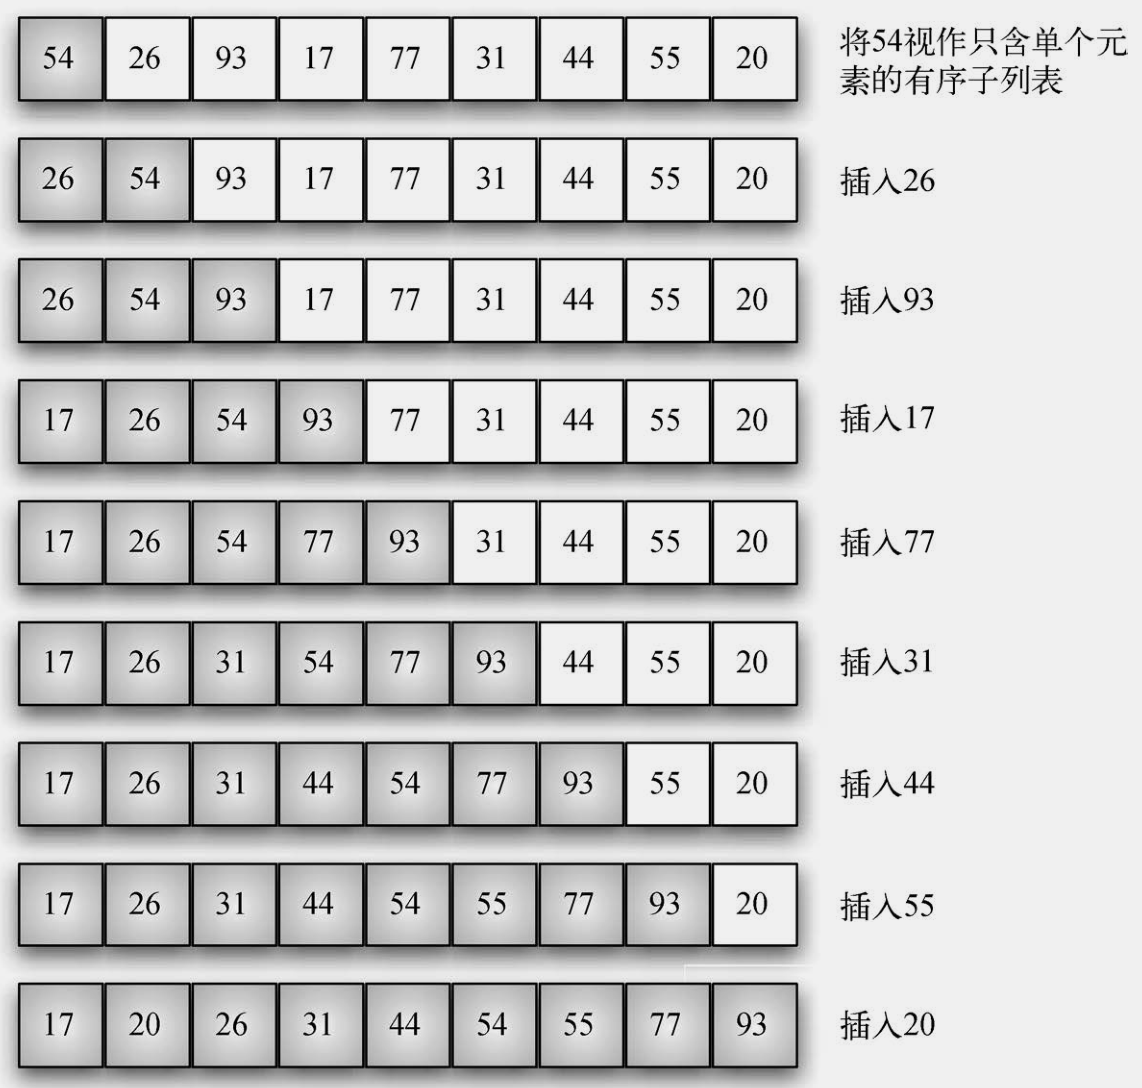 54 26 93 17 77 31 44 55 20 将54视作只含单个元
素的有序子列表
26 54 93 17 77 31 44 55 20 插入26
26 54 93 17 77 31 44 55 20 插入93
17 26 54 93 77 31 44 55 20 插入17
17 26 54 77 93 31 44 55 20 插入77
17 26 31 54 77 93 44 55 20 插入31
17 26 31 44 54 77 93 55 20 插入44
17 26 31 44 54 55 77 93 20 插入55
17 20 26 31 44 54 55 77 93 插入20